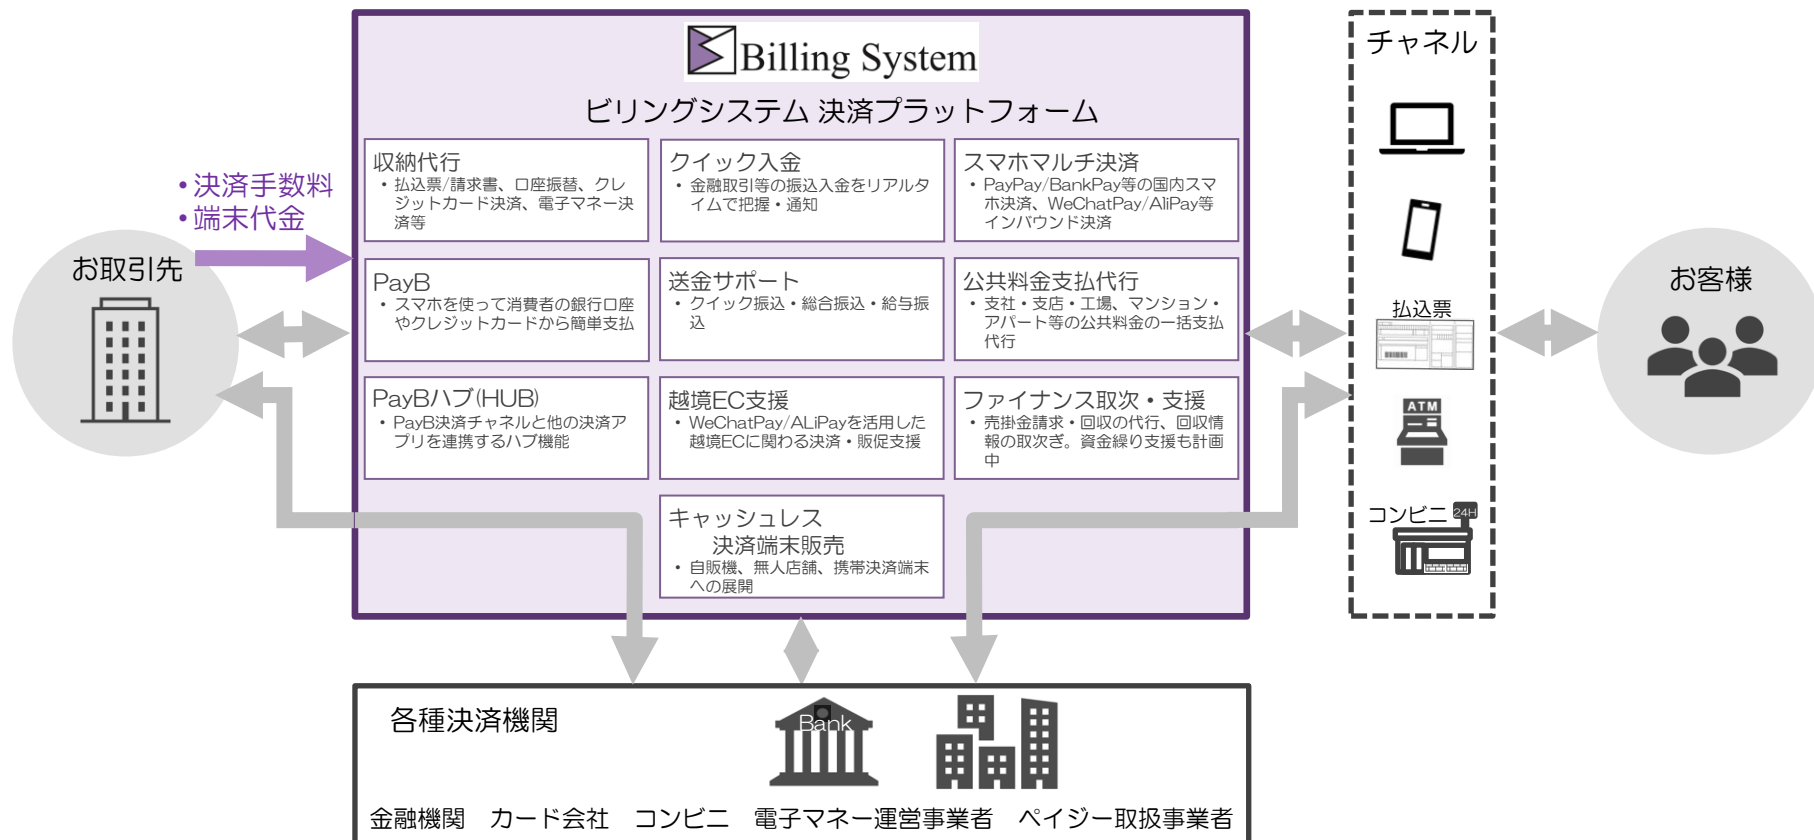 Billing System
ビリングシステム 決済プラットフォーム
収納代行
• 払込票/請求書、口座振替、クレ
ジットカード決済、電子マネー決
済等
クイック入金
• 金融取引等の振込入金をリアルタ
イムで把握・通知
スマホマルチ決済
• PayPay/BankPay等の国内スマ
ホ決済、WeChatPay/AliPay等
インバウンド決済
PayB
• スマホを使って消費者の銀行口座
やクレジットカードから簡単支払
送金サポート
• クイック振込・総合振込・給与振
込
公共料金支払代行
• 支社・支店・工場、マンション・
アパート等の公共料金の一括支払
代行
PayBハブ(HUB)
• PayB決済チャネルと他の決済ア
プリを連携するハブ機能
越境EC支援
• WeChatPay/ALiPayを活用した
越境ECに関わる決済・販促支援
ファイナンス取次・支援
• 売掛金請求・回収の代行、回収情
報の取次ぎ。資金繰り支援も計画
中
キャッシュレス
決済端末販売
• 自販機、無人店舗、携帯決済端末
への展開
•決済手数料
•端末代金
お取引先
チャネル
払込票
ATM
コンビニ
24H
お客様
各種決済機関
Bank
金融機関 カード会社 コンビニ 電子マネー運営事業者 ペイジー取扱事業者